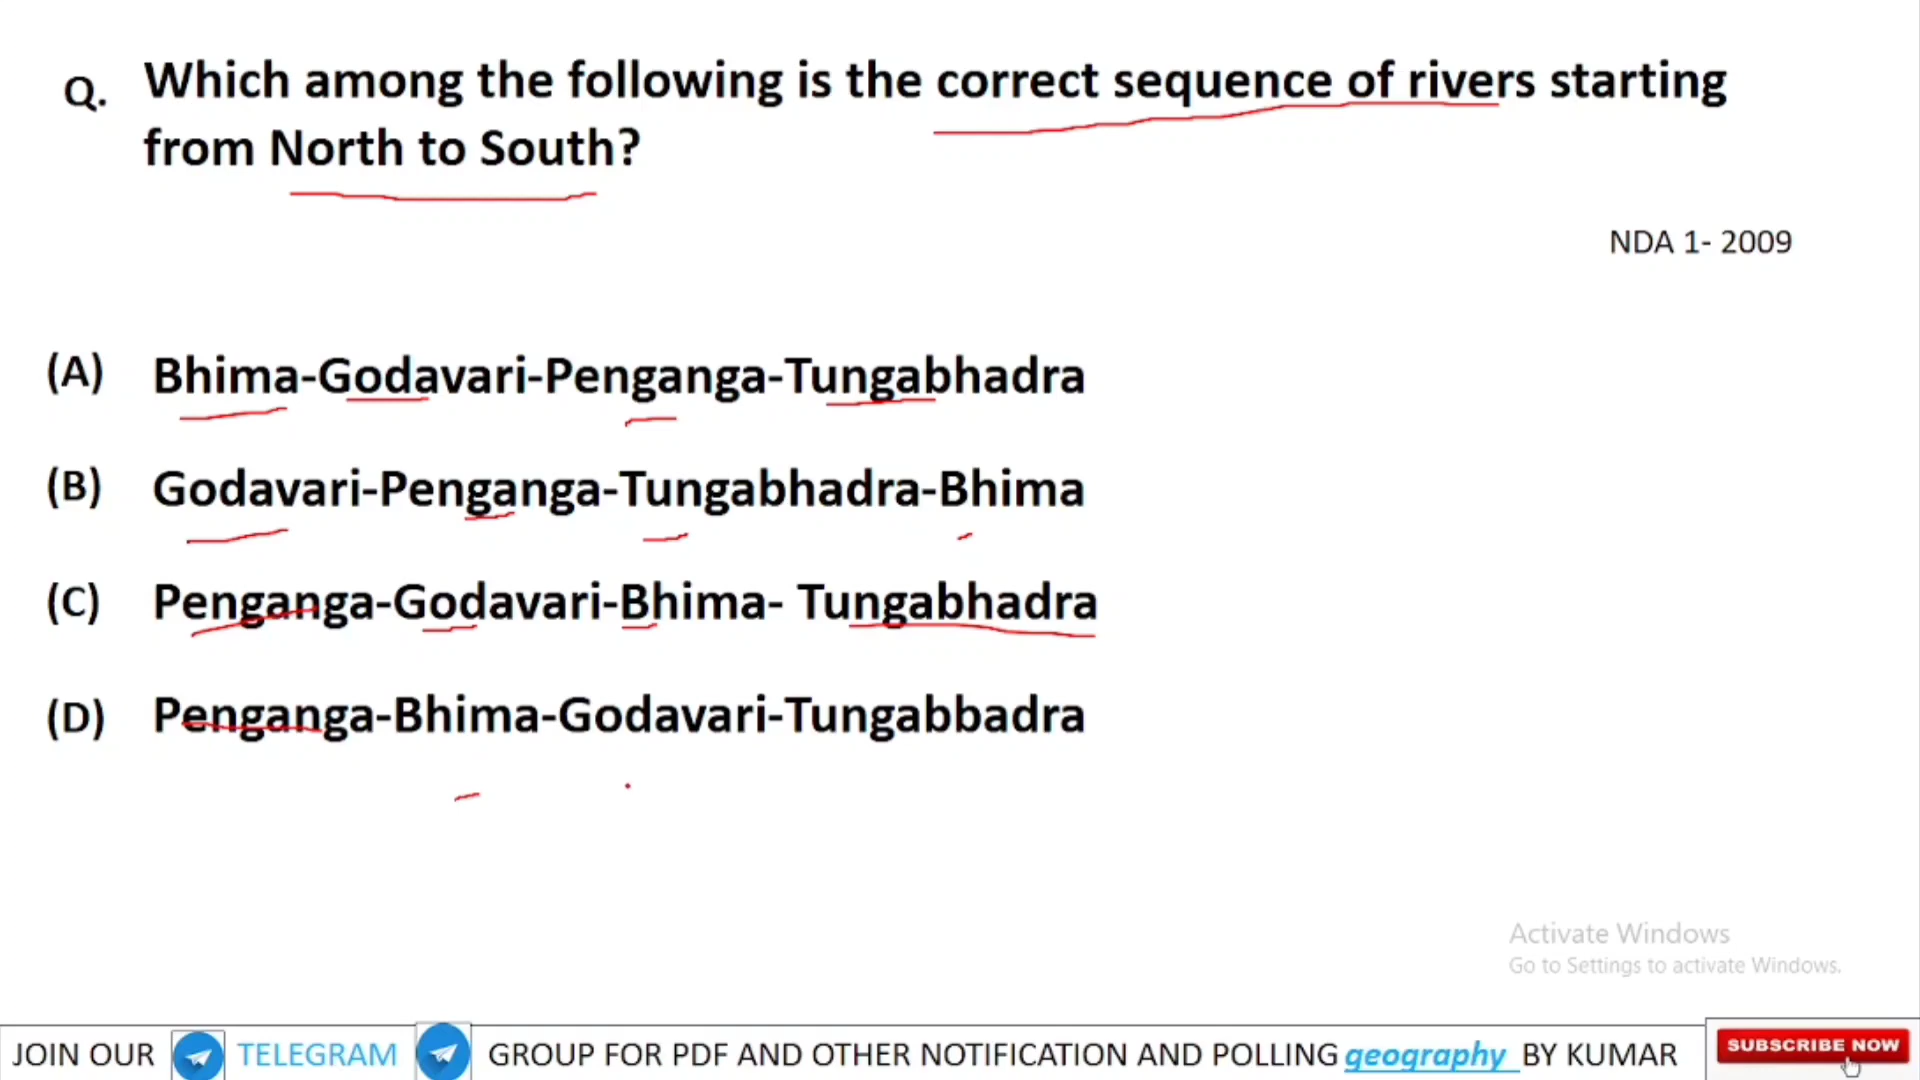 Q. Which among the following is the correct sequence of rivers starting
from North to South?
NDA 1- 2009
(A) Bhima-Godavari-Penganga-Tungabhadra
(B) Godavari-Penganga-Tungabhadra-Bhima
(C) Penganga-Godavari-Bhima- Tungabhadra
(D) Penganga-Bhima-Godavari-Tungabbadra
Activate Windows
Go to Settings to activate Windows.
JOIN OUR TELEGRAM GROUP FOR PDF AND OTHER NOTIFICATION AND POLLING geography BY KUMAR SUBSCRIBE NOW